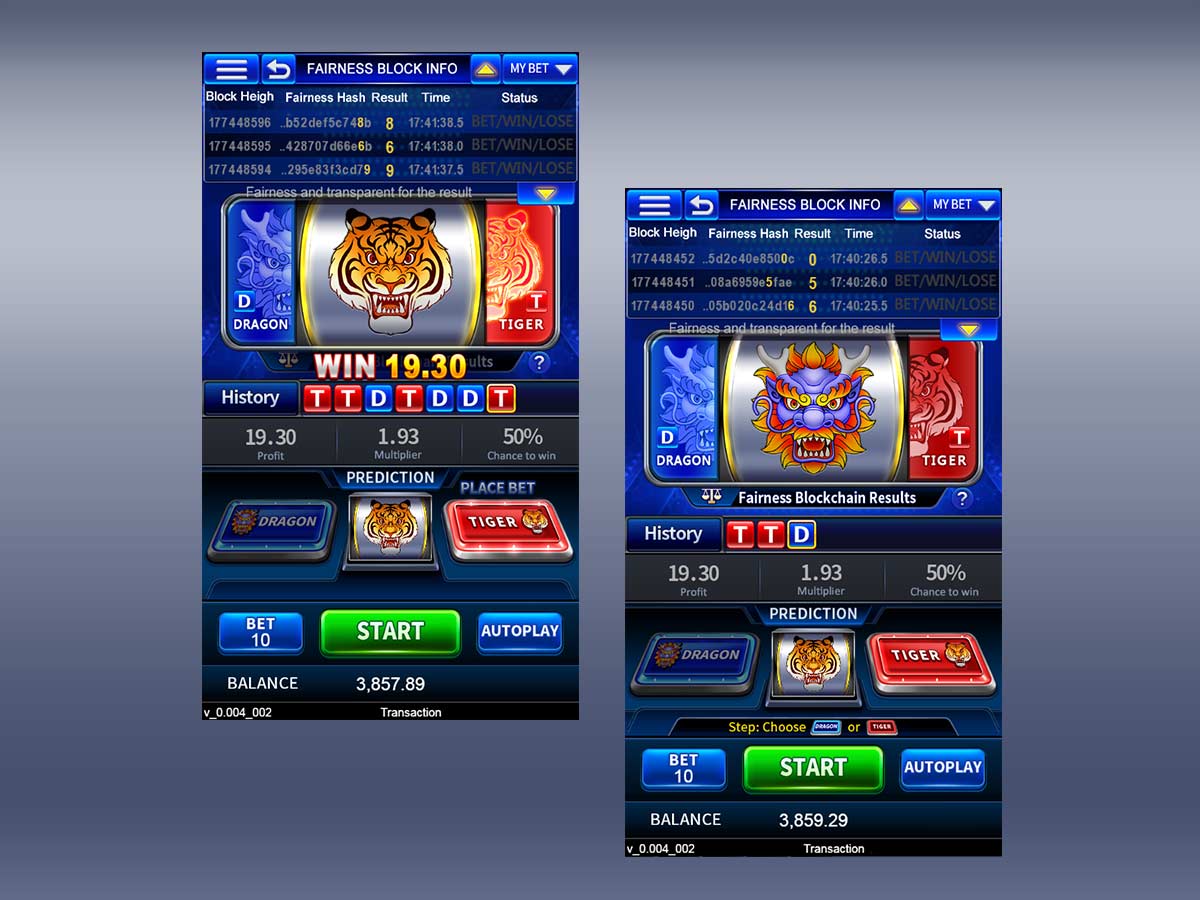 FAIRNESS BLOCK INFO MY BET
Block Heigh Fairness Hash Result Time Status
177448596 ..b52def5c748b 8 17:41:38.5 BET/WIN/LOSE
177448595 ..428707d66e6b 6 17:41:38.0 BET/WIN/LOSE
177448594 ..295e83f3cd79 9 17:41:37.5 BET/WIN/LOSE
Fairness and transparent for the result
D T
DRAGON TIGER
WIN 19.30 ults ?
History T T D T D D T
19.30 1.93 50%
Profit Multiplier Chance to win
PREDICTION
PLACE BET
DRAGON TIGER
BET
10
START
AUTOPLAY
BALANCE 3,857.89
v_0.004_002 Transaction
FAIRNESS BLOCK INFO MY BET
Block Heigh Fairness Hash Result Time Status
177448452 ..5d2c40e8500c 0 17:40:26.5 BET/WIN/LOSE
177448451 ..08a6959e5fae 5 17:40:26.0 BET/WIN/LOSE
177448450 ..05b020c24d16 6 17:40:25.5 BET/WIN/LOSE
Fairness and transparent for the result
D T
DRAGON TIGER
Fairness Blockchain Results ?
History T T D
19.30 1.93 50%
Profit Multiplier Chance to win
PREDICTION
DRAGON TIGER
Step: Choose DRAGON or TIGER
BET
10
START
AUTOPLAY
BALANCE 3,859.29
v_0.004_002 Transaction